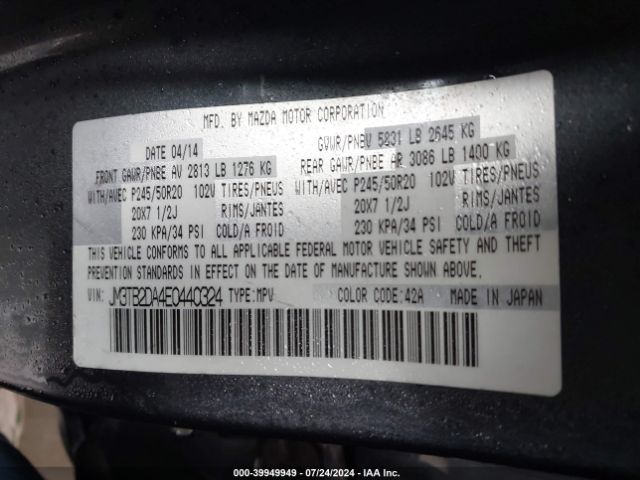 MFD. BY MAZDA MOTOR CORPORATION
DATE 04/14 GVWR/PNBV 5831 LB 2645 KG
FRONT GAWR/PNBE AV 2813 LB 1276 KG REAR GAWR/PNBE AR 3086 LB 1400 KG
WITH/AVEC P245/50R20 102V TIRES/PNEUS WITH/AVEC P245/50R20 102V TIRES/PNEUS
20X7 1/2J RIMS/JANTES 20X7 1/2J RIMS/JANTES
230 KPA/34 PSI COLD/A FROID 230 KPA/34 PSI COLD/A FROID
THIS VEHICLE CONFORMS TO ALL APPLICABLE FEDERAL MOTOR VEHICLE SAFETY AND THEFT
PREVENTION STANDARDS IN EFFECT ON THE DATE OF MANUFACTURE SHOWN ABOVE.
VIN: JM3TB2DA4E0440324 TYPE:MPV COLOR CODE:42A MADE IN JAPAN
000-39949949 • 07/24/2024 • IAA Inc.